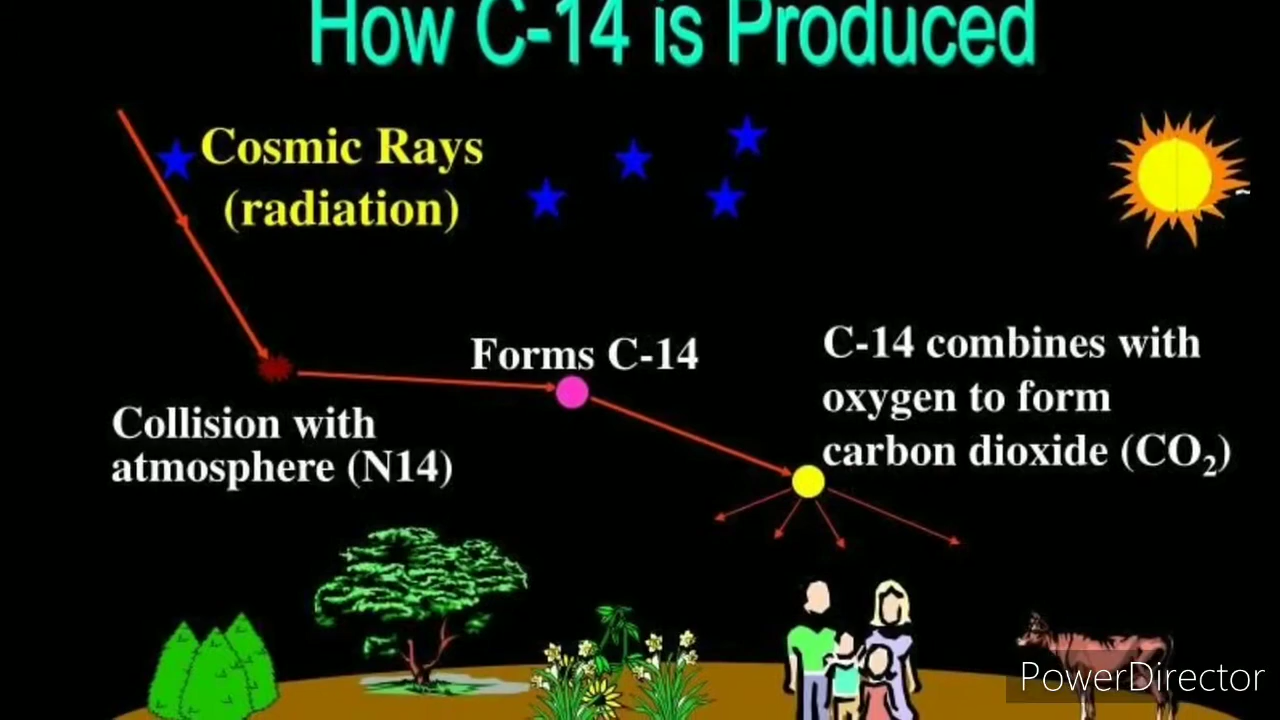 How C-14 is Produced
Cosmic Rays
(radiation)
Forms C-14
C-14 combines with
oxygen to form
carbon dioxide (CO₂)
Collision with
atmosphere (N14)
PowerDirector